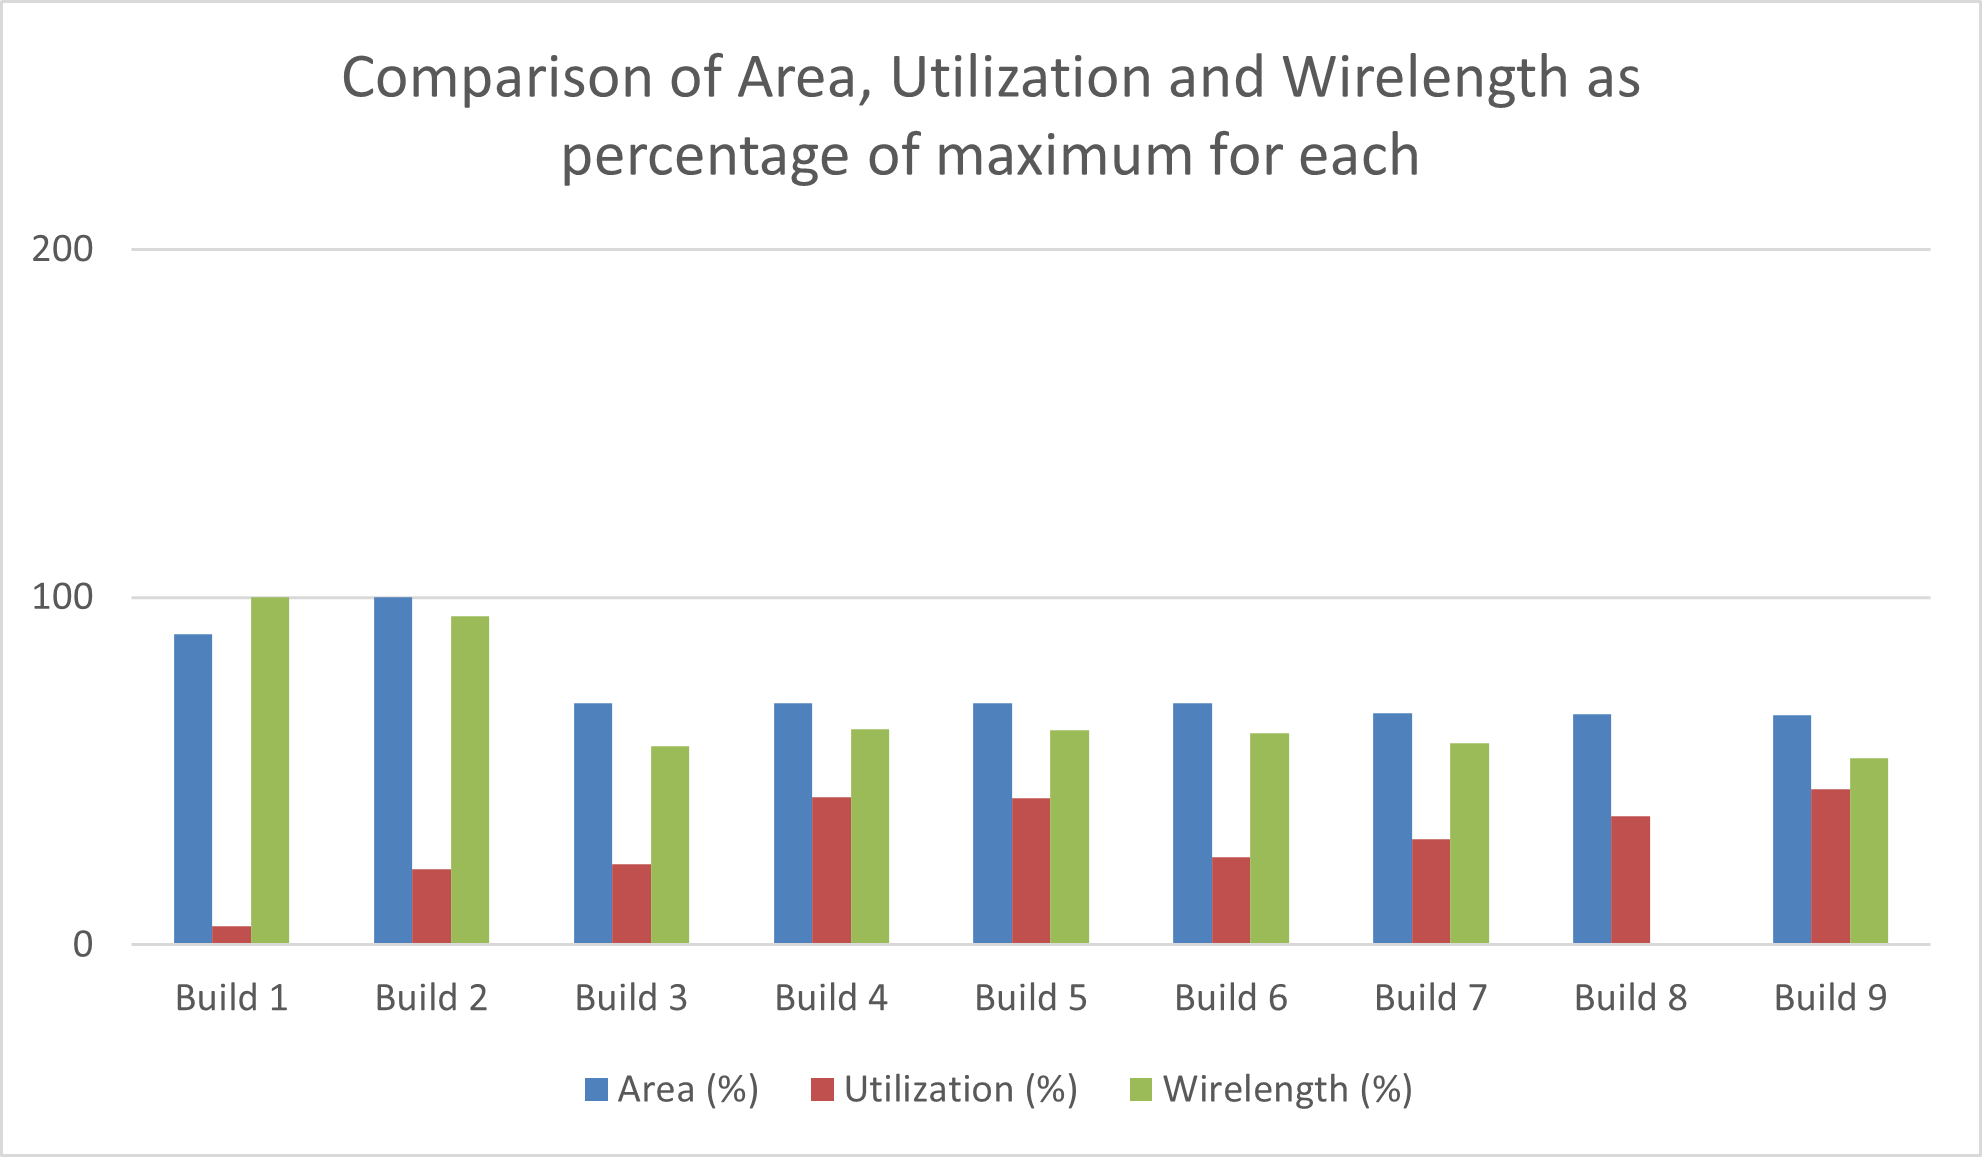 Comparison of Area, Utilization and Wirelength as
percentage of maximum for each
200
100
0
Build 1 Build 2 Build 3 Build 4 Build 5 Build 6 Build 7 Build 8 Build 9
Area (%) Utilization (%) Wirelength (%)